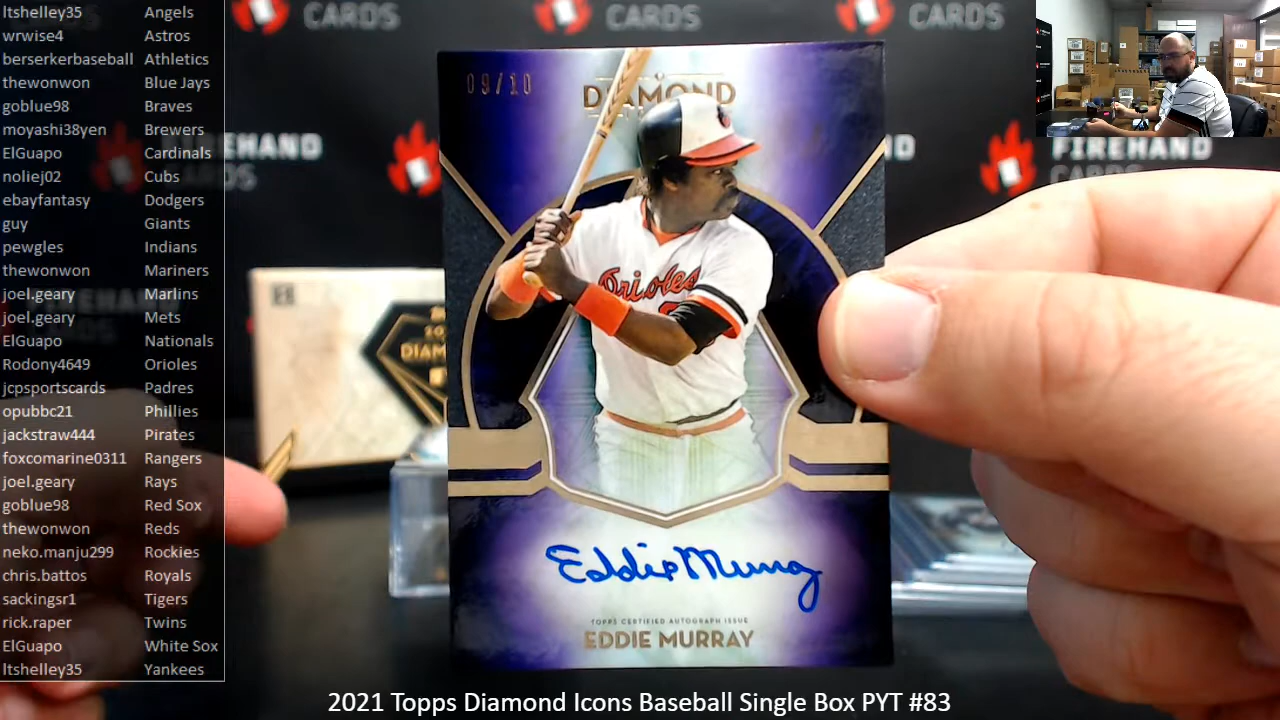 ltshelley35 Angels
wrwise4 Astros
berserkerbaseball Athletics
thewonwon Blue Jays
goblue98 Braves
moyashi38yen Brewers
ElGuapo Cardinals
noliej02 Cubs
ebayfantasy Dodgers
guy Giants
pewgles Indians
thewonwon Mariners
joel.geary Marlins
joel.geary Mets
ElGuapo Nationals
Rodony4649 Orioles
jcpsportscards Padres
opubbc21 Phillies
jackstraw444 Pirates
foxcomarine0311 Rangers
joel.geary Rays
goblue98 Red Sox
thewonwon Reds
neko.manju299 Rockies
chris.battos Royals
sackingsr1 Tigers
rick.raper Twins
ElGuapo White Sox
ltshelley35 Yankees
CARDS
CARDS
CARDS
FIREHAND
CARDS
FIREHAND
CARDS
09/10
DIAMOND
Orioles
DIAM
Eddie Murray
TOPPS CERTIFIED AUTOGRAPH ISSUE
EDDIE MURRAY
2021 Topps Diamond Icons Baseball Single Box PYT #83